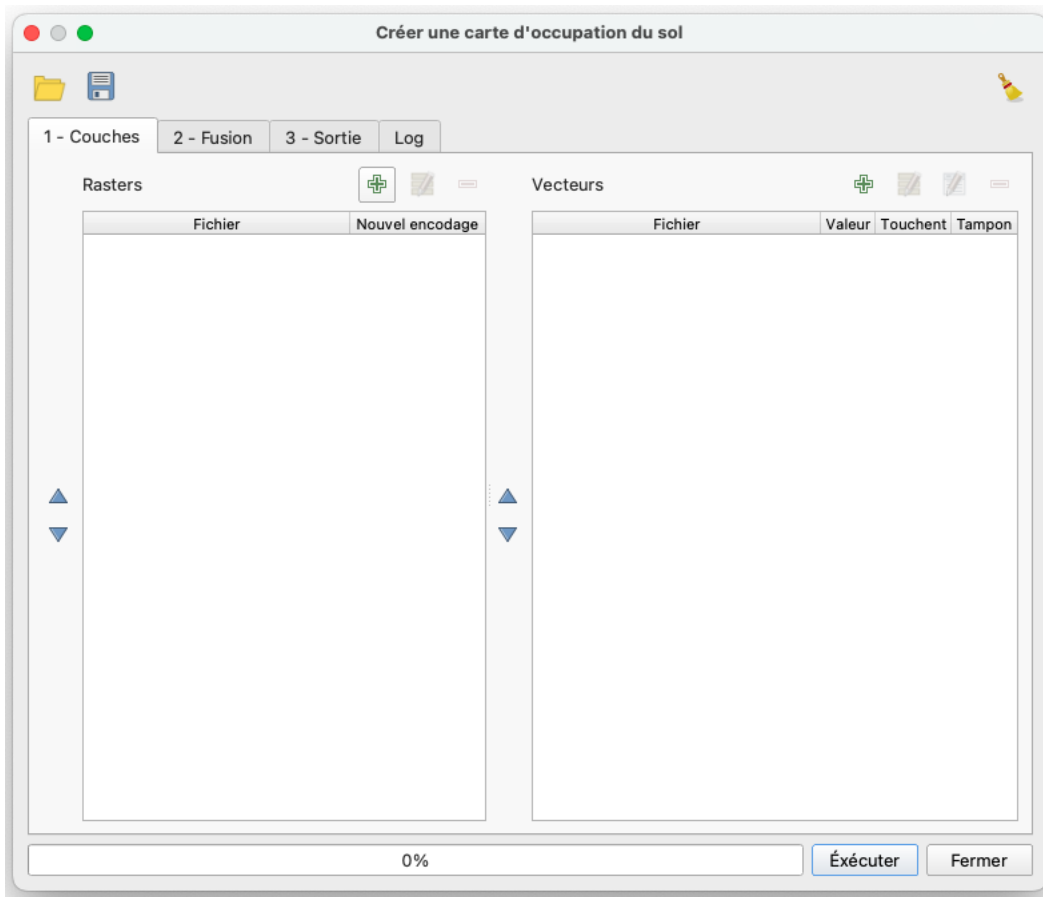 Créer une carte d'occupation du sol
1 - Couches
2 - Fusion
3 - Sortie
Log
Rasters
Vecteurs
Fichier
Nouvel encodage
Fichier
Valeur
Touchent
Tampon
0%
Éxécuter
Fermer